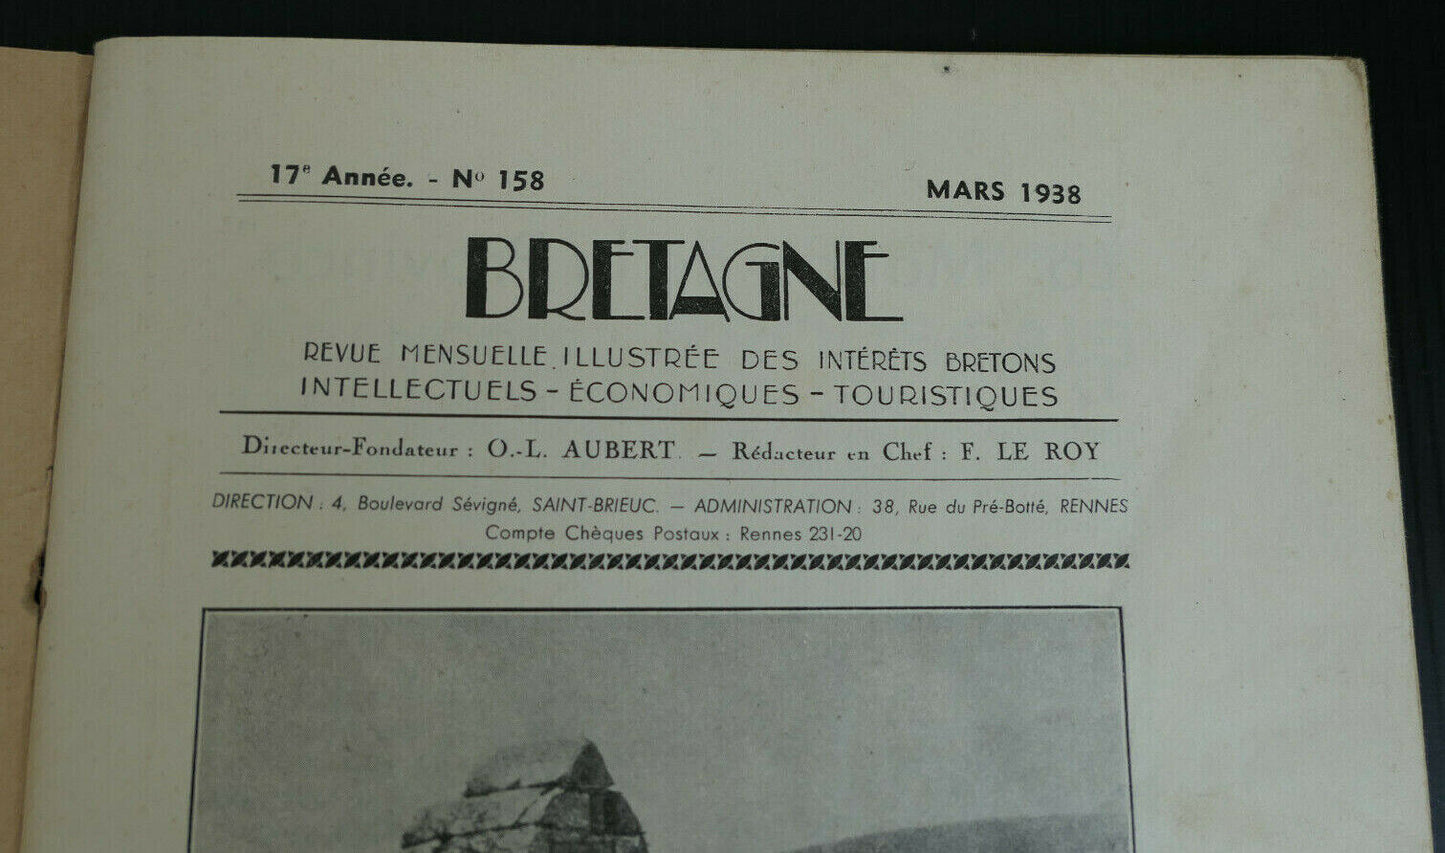 17e Année. - No 158 MARS 1938
BRETAGNE
REVUE MENSUELLE ILLUSTRÉE DES INTÉRÊTS BRETONS
INTELLECTUELS - ÉCONOMIQUES - TOURISTIQUES
Directeur-Fondateur : O.-L. AUBERT. — Rédacteur en Chef : F. LE ROY
DIRECTION : 4, Boulevard Sévigné, SAINT-BRIEUC. — ADMINISTRATION : 38, Rue du Pré-Botté, RENNES
Compte Chèques Postaux : Rennes 231-20